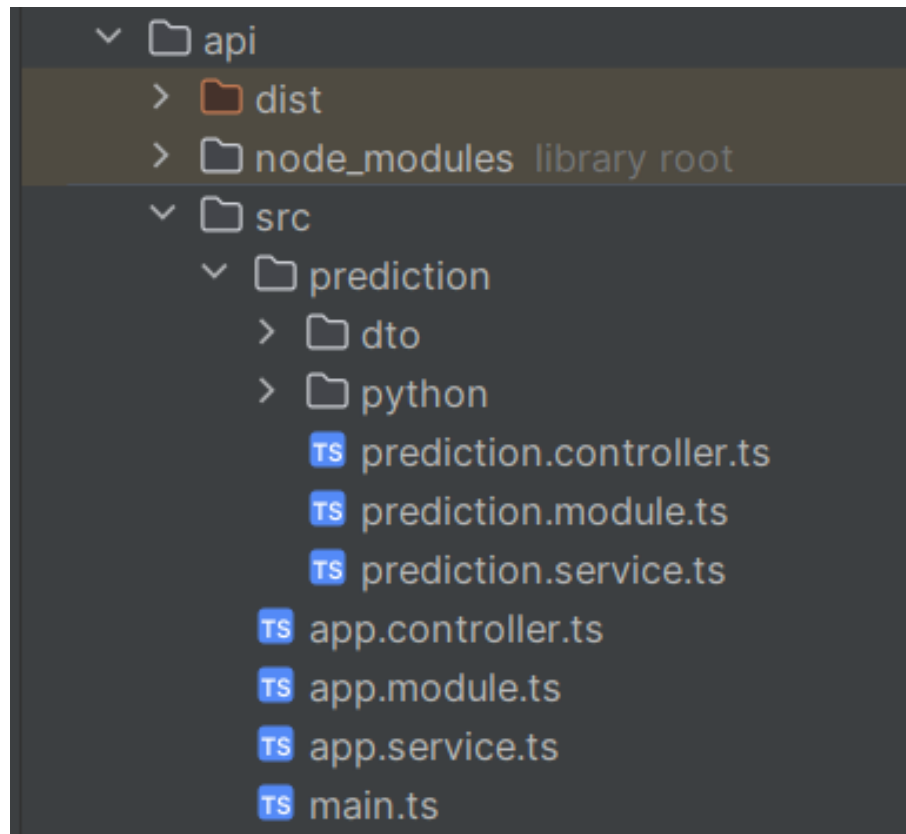 api
dist
node_modules library root
src
prediction
dto
python
TS prediction.controller.ts
TS prediction.module.ts
TS prediction.service.ts
TS app.controller.ts
TS app.module.ts
TS app.service.ts
TS main.ts